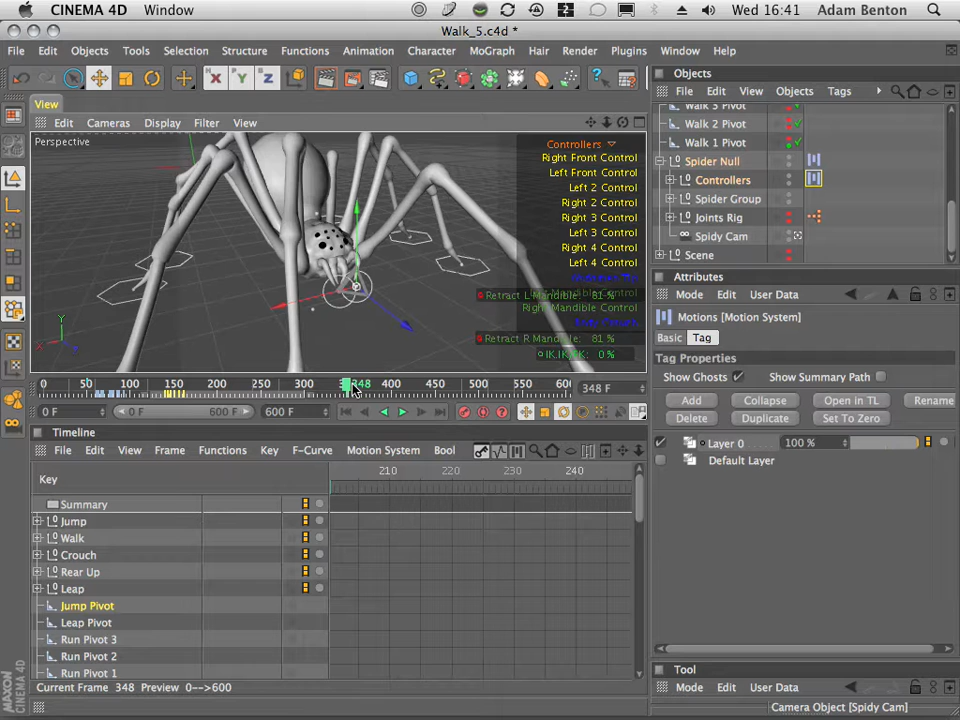 CINEMA 4D Window Wed 16:41 Adam Benton
Walk_5.c4d *
File Edit Objects Tools Selection Structure Functions Animation Character MoGraph Hair Render Plugins Window Help
X Y Z
View
Edit Cameras Display Filter View
Perspective
Controllers
Right Front Control
Left Front Control
Left 2 Control
Right 2 Control
Right 3 Control
Left 3 Control
Right 4 Control
Left 4 Control
Retract L Mandible 81 %
Right Mandible Control
Retract R Mandible 81 %
0 %
Y
Z
0 50 100 150 200 250 300 348 400 450 500 550 600
348 F
0 F 0 F 600 F 600 F
Timeline
File Edit View Frame Functions Key F-Curve Motion System Bool
Key
210 220 230 240
Summary
Jump
Walk
Crouch
Rear Up
Leap
Jump Pivot
Leap Pivot
Run Pivot 3
Run Pivot 2
Run Pivot 1
Current Frame 348 Preview 0-->600
MAXON
CINEMA 4D
Objects
File Edit View Objects Tags
Walk 3 Pivot
Walk 2 Pivot
Walk 1 Pivot
Spider Null
Controllers
Spider Group
Joints Rig
Spidy Cam
Scene
Attributes
Mode Edit User Data
Motions [Motion System]
Basic Tag
Tag Properties
Show Ghosts Show Summary Path
Add Collapse Open in TL Rename
Delete Duplicate Set To Zero
Layer 0 100 %
Default Layer
Tool
Mode Edit User Data
Camera Object [Spidy Cam]